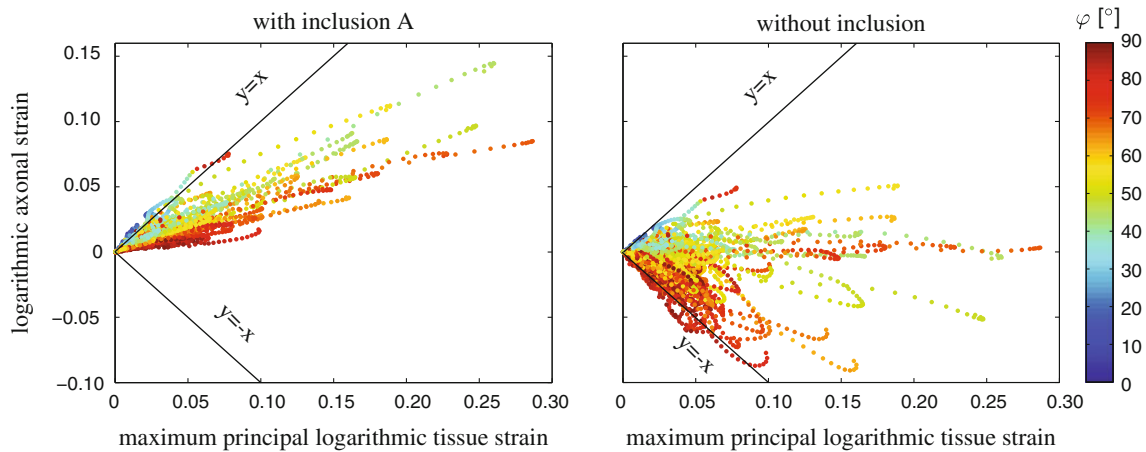 with inclusion A
without inclusion
φ [°]
0.15
0.10
0.05
0
−0.05
−0.10
logarithmic axonal strain
y=x
y=-x
0 0.05 0.10 0.15 0.20 0.25 0.30
maximum principal logarithmic tissue strain
y=x
y=-x
0 0.05 0.10 0.15 0.20 0.25 0.30
maximum principal logarithmic tissue strain
90
80
70
60
50
40
30
20
10
0